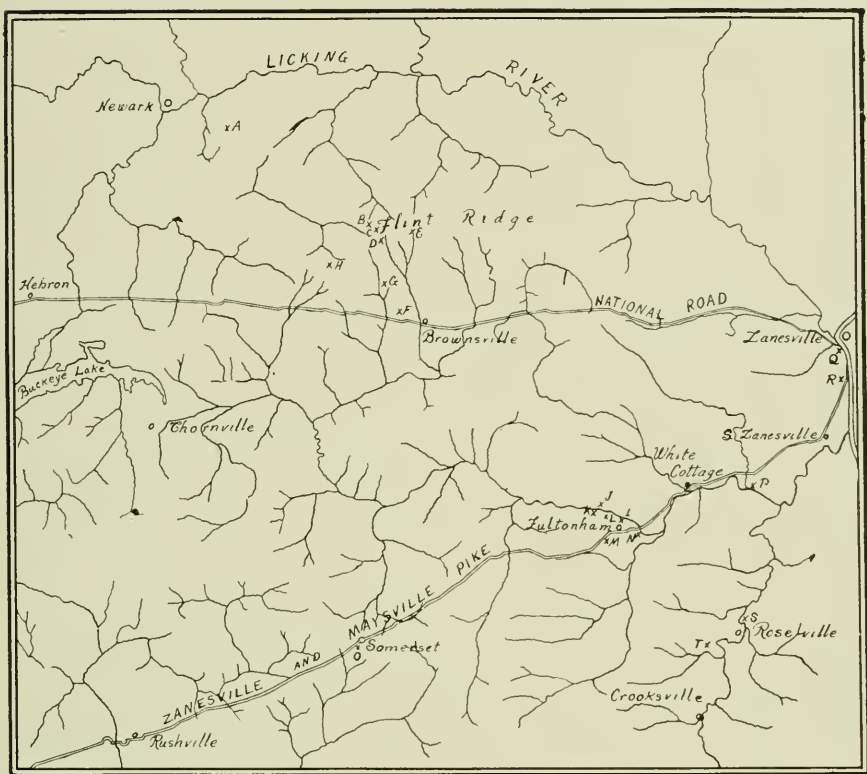 LICKING RIVER
Newark
A
B
C
D
Flint Ridge
E
H
G
F
Hebron
NATIONAL ROAD
Brownsville
Zanesville
Q
R
Buckeye Lake
Thornville
S. Zanesville
White
Cottage
P
J
K
L
I
Fultonham
M
N
ZANESVILLE AND MAYSVILLE PIKE
S
Roseville
T
Somerset
O
Crooksville
Rushville